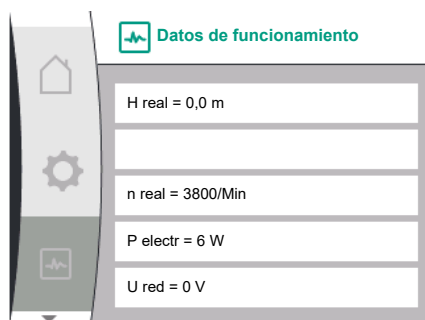 Datos de funcionamiento
H real = 0,0 m
n real = 3800/Min
P electr = 6 W
U red = 0 V